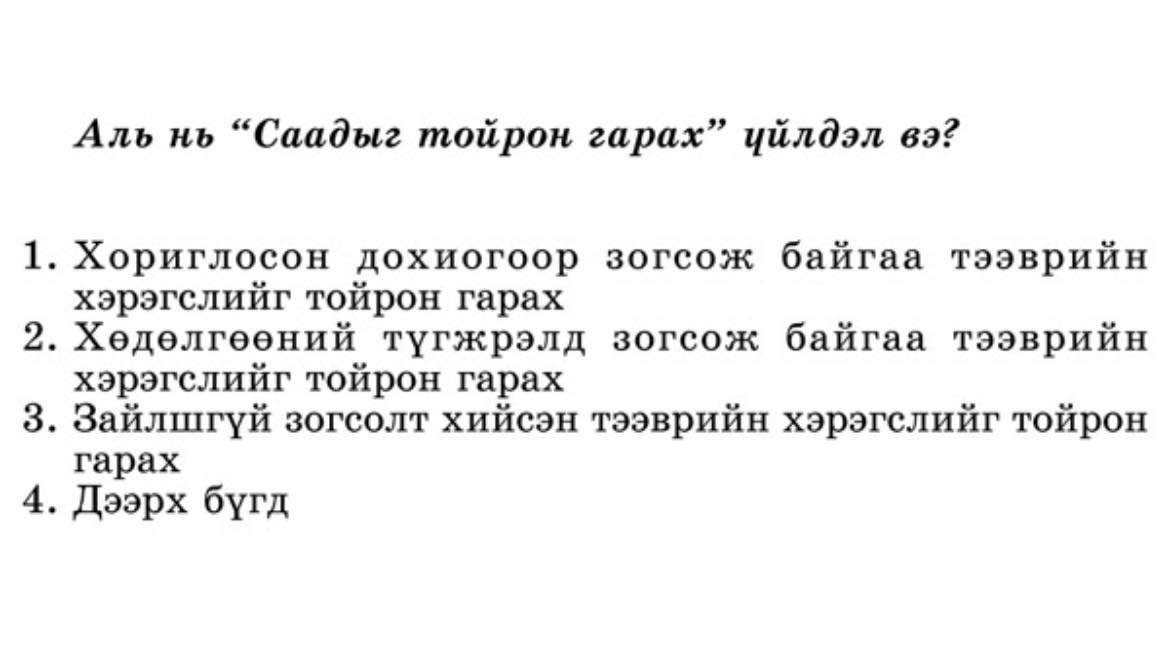 Аль нь “Саадыг тойрон гарах” үйлдэл вэ?
1. Хориглосон дохиогоор зогсож байгаа тээврийн
хэрэгслийг тойрон гарах
2. Хөдөлгөөний түгжрэлд зогсож байгаа тээврийн
хэрэгслийг тойрон гарах
3. Зайлшгүй зогсолт хийсэн тээврийн хэрэгслийг тойрон
гарах
4. Дээрх бүгд